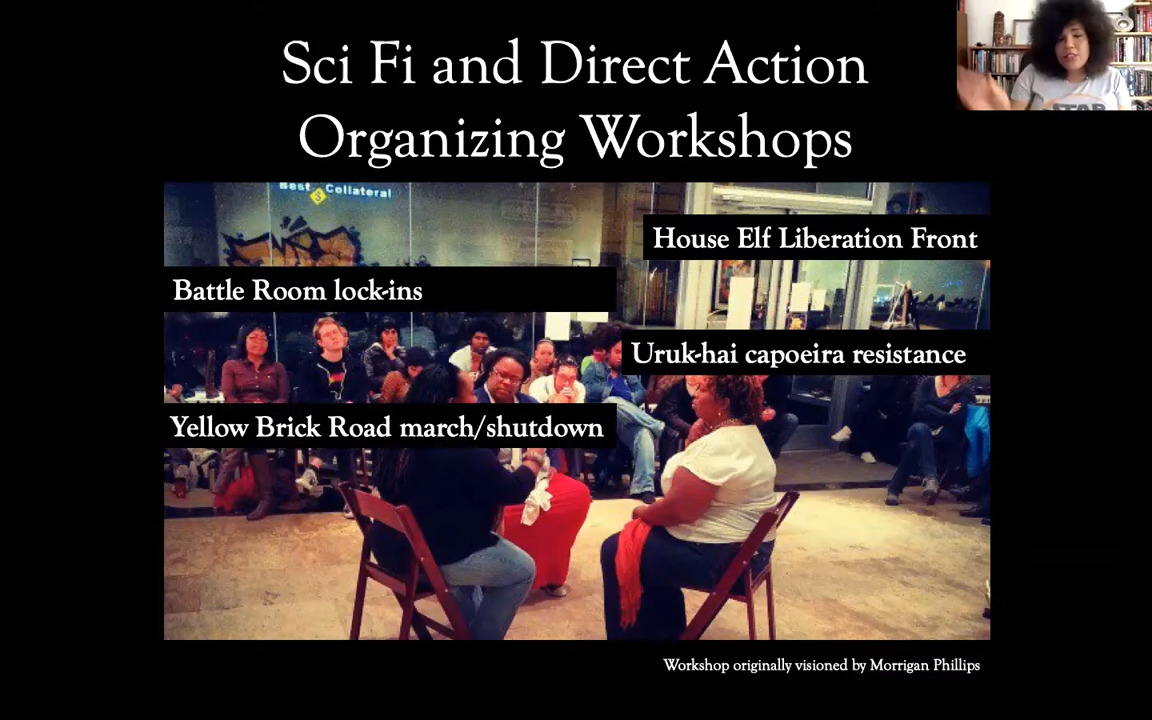 Sci Fi and Direct Action
Organizing Workshops
Best $ Collateral
House Elf Liberation Front
Battle Room lock-ins
Uruk-hai capoeira resistance
Yellow Brick Road march/shutdown
Workshop originally visioned by Morrigan Phillips
STAR